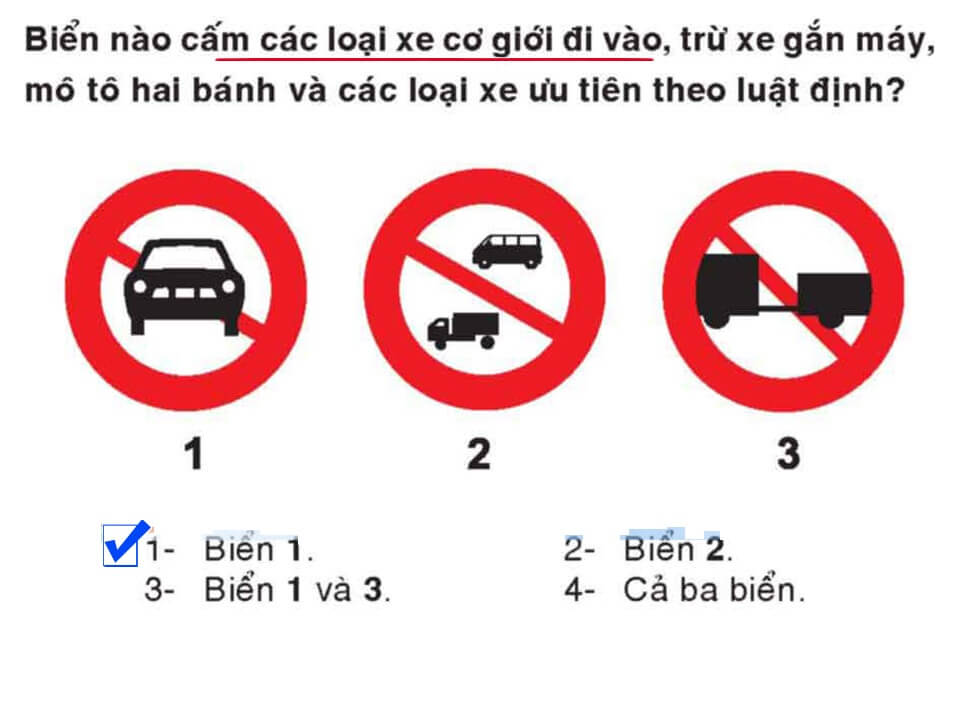 Biển nào cấm các loại xe cơ giới đi vào, trừ xe gắn máy,
mô tô hai bánh và các loại xe ưu tiên theo luật định?
1 2 3
1- Biển 1. 2- Biển 2.
3- Biển 1 và 3. 4- Cả ba biển.